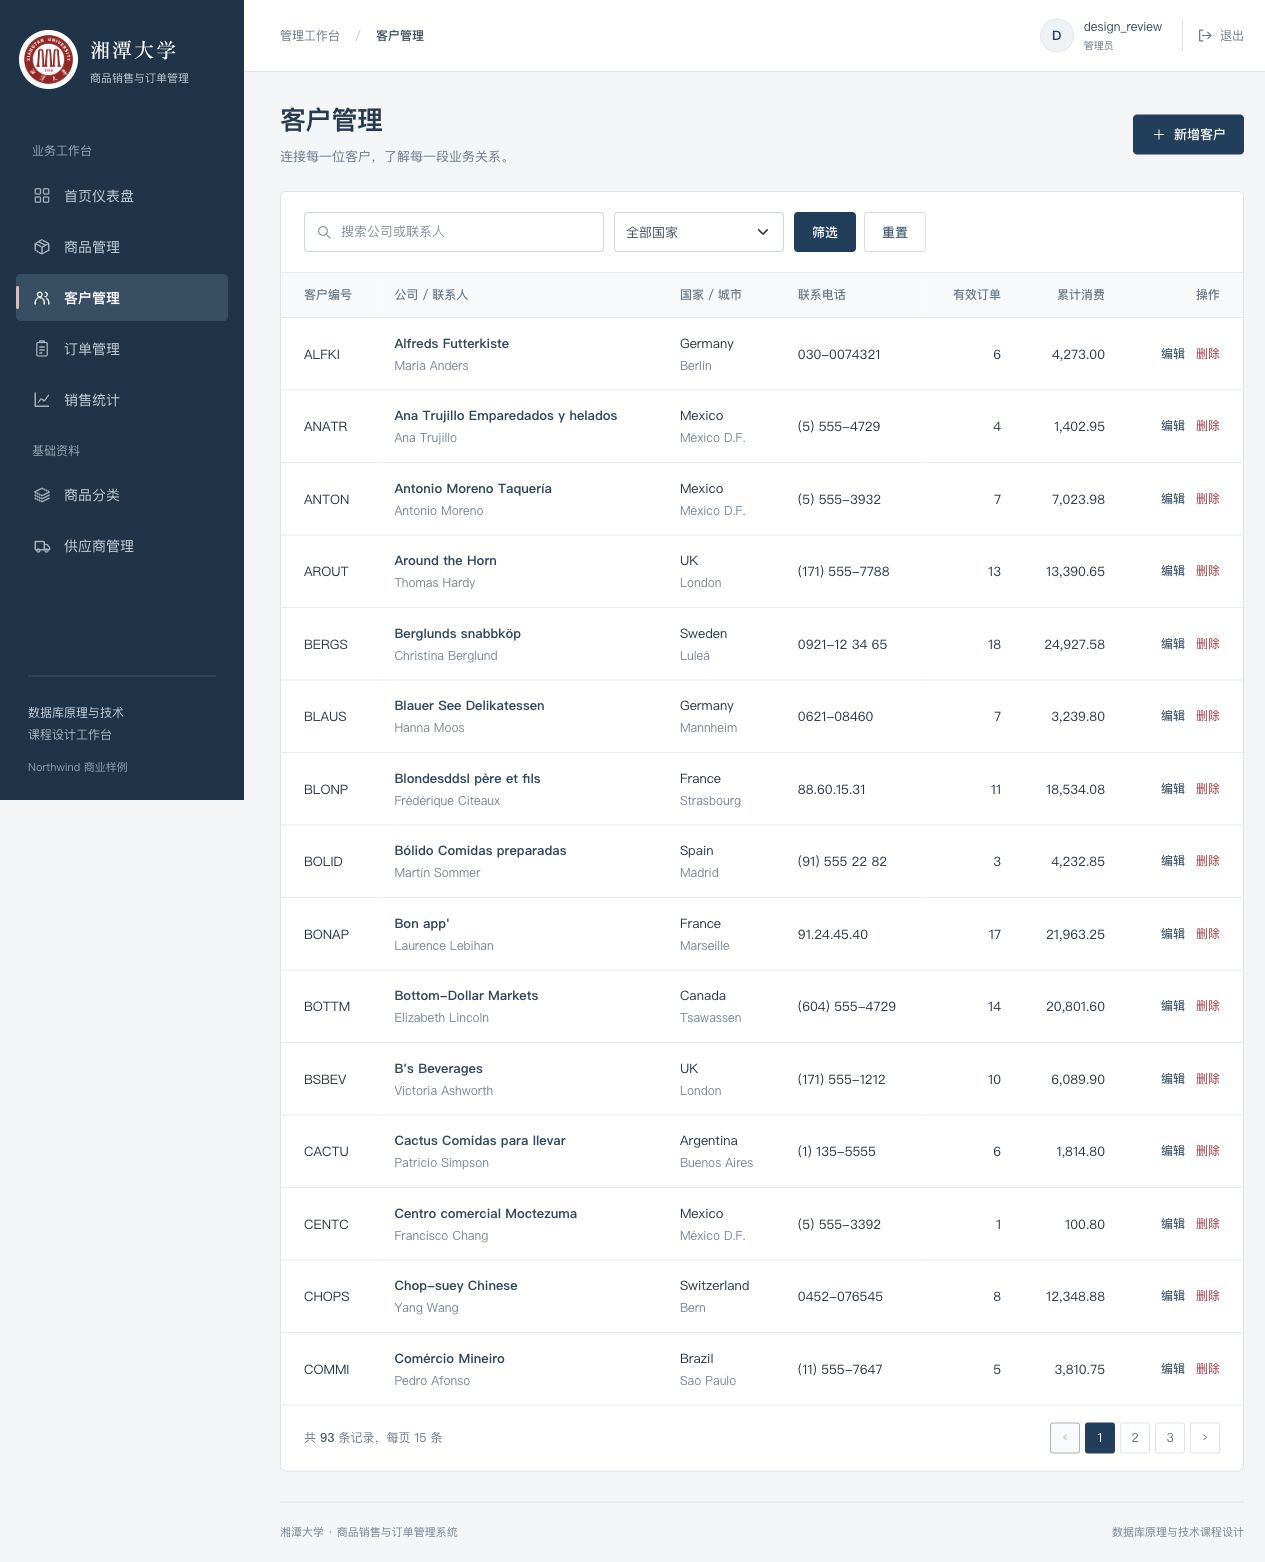 湘潭大学
商品销售与订单管理
业务工作台
首页仪表盘
商品管理
客户管理
订单管理
销售统计
基础资料
商品分类
供应商管理
数据库原理与技术
课程设计工作台
Northwind 商业样例
管理工作台 / 客户管理
D design_review 退出
管理员
客户管理
连接每一位客户，了解每一段业务关系。
新增客户
搜索公司或联系人 全部国家 筛选 重置
客户编号 公司 / 联系人 国家 / 城市 联系电话 有效订单 累计消费 操作
ALFKI Alfreds Futterkiste Germany 030-0074321 6 4,273.00 编辑 删除
Maria Anders Berlin
ANATR Ana Trujillo Emparedados y helados Mexico (5) 555-4729 4 1,402.95 编辑 删除
Ana Trujillo México D.F.
ANTON Antonio Moreno Taquería Mexico (5) 555-3932 7 7,023.98 编辑 删除
Antonio Moreno México D.F.
AROUT Around the Horn UK (171) 555-7788 13 13,390.65 编辑 删除
Thomas Hardy London
BERGS Berglunds snabbköp Sweden 0921-12 34 65 18 24,927.58 编辑 删除
Christina Berglund Luleå
BLAUS Blauer See Delikatessen Germany 0621-08460 7 3,239.80 编辑 删除
Hanna Moos Mannheim
BLONP Blondesddsl père et fils France 88.60.15.31 11 18,534.08 编辑 删除
Frédérique Citeaux Strasbourg
BOLID Bólido Comidas preparadas Spain (91) 555 22 82 3 4,232.85 编辑 删除
Martín Sommer Madrid
BONAP Bon app' France 91.24.45.40 17 21,963.25 编辑 删除
Laurence Lebihan Marseille
BOTTM Bottom-Dollar Markets Canada (604) 555-4729 14 20,801.60 编辑 删除
Elizabeth Lincoln Tsawassen
BSBEV B's Beverages UK (171) 555-1212 10 6,089.90 编辑 删除
Victoria Ashworth London
CACTU Cactus Comidas para llevar Argentina (1) 135-5555 6 1,814.80 编辑 删除
Patricio Simpson Buenos Aires
CENTC Centro comercial Moctezuma Mexico (5) 555-3392 1 100.80 编辑 删除
Francisco Chang México D.F.
CHOPS Chop-suey Chinese Switzerland 0452-076545 8 12,348.88 编辑 删除
Yang Wang Bern
COMMI Comércio Mineiro Brazil (11) 555-7647 5 3,810.75 编辑 删除
Pedro Afonso Sao Paulo
共 93 条记录，每页 15 条 ‹ 1 2 3 ›
湘潭大学 · 商品销售与订单管理系统 数据库原理与技术课程设计